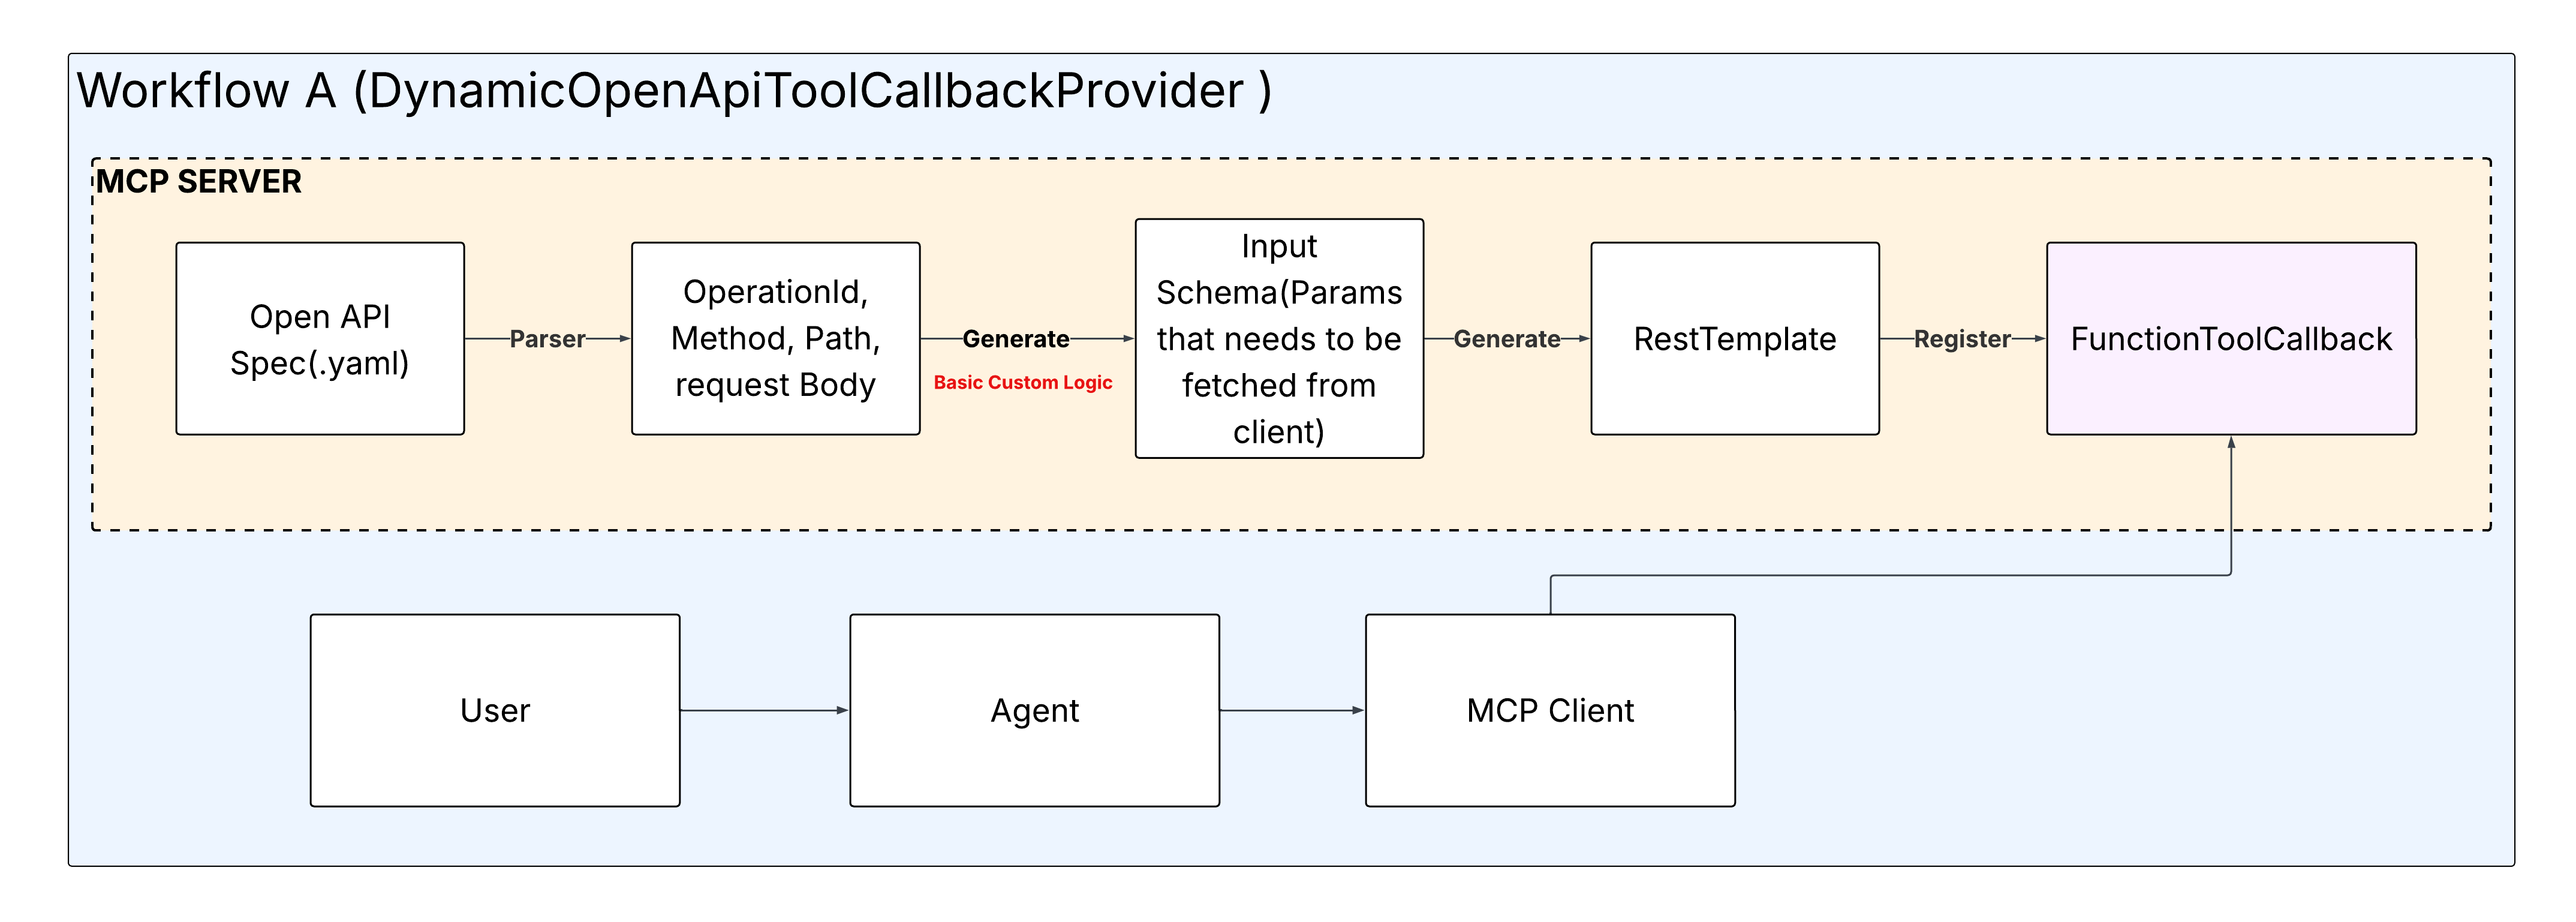 Workflow A (DynamicOpenApiToolCallbackProvider )
MCP SERVER
Open API
Spec(.yaml)
Parser
OperationId,
Method, Path,
request Body
Generate
Basic Custom Logic
Input
Schema(Params
that needs to be
fetched from
client)
Generate
RestTemplate
Register
FunctionToolCallback
User
Agent
MCP Client